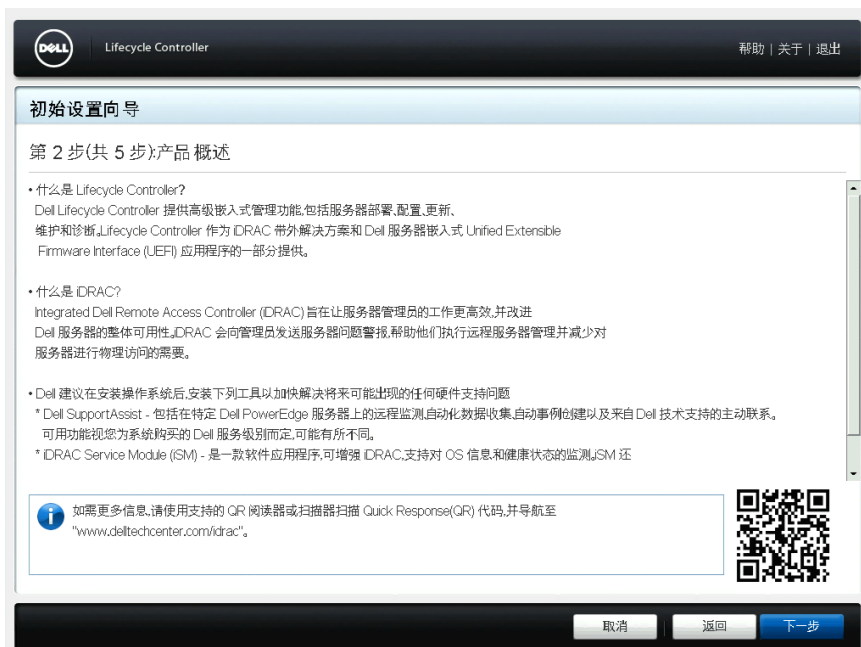 DELL
Lifecycle Controller
帮助 | 关于 | 退出
初始设置向导
第 2 步(共 5 步):产品概述
• 什么是 Lifecycle Controller?
Dell Lifecycle Controller 提供高级嵌入式管理功能,包括服务器部署、配置、更新、
维护和诊断。Lifecycle Controller 作为 iDRAC 带外解决方案和 Dell 服务器嵌入式 Unified Extensible
Firmware Interface (UEFI) 应用程序的一部分提供。
• 什么是 iDRAC?
Integrated Dell Remote Access Controller (iDRAC) 旨在让服务器管理员的工作更高效,并改进
Dell 服务器的整体可用性。iDRAC 会向管理员发送服务器问题警报,帮助他们执行远程服务器管理并减少对
服务器进行物理访问的需要。
• Dell 建议在安装操作系统后,安装下列工具以加快解决将来可能出现的任何硬件支持问题
* Dell SupportAssist - 包括在特定 Dell PowerEdge 服务器上的远程监测,自动化数据收集,自动事例创建以及来自 Dell 技术支持的主动联系。
可用功能视您为系统购买的 Dell 服务级别而定,可能有所不同。
* iDRAC Service Module (iSM) - 是一款软件应用程序,可增强 iDRAC,支持对 OS 信息和健康状态的监测。iSM 还
如需更多信息,请使用支持的 QR 阅读器或扫描器扫描 Quick Response(QR) 代码,并导航至
"www.delltechcenter.com/idrac"。
取消
返回
下一步